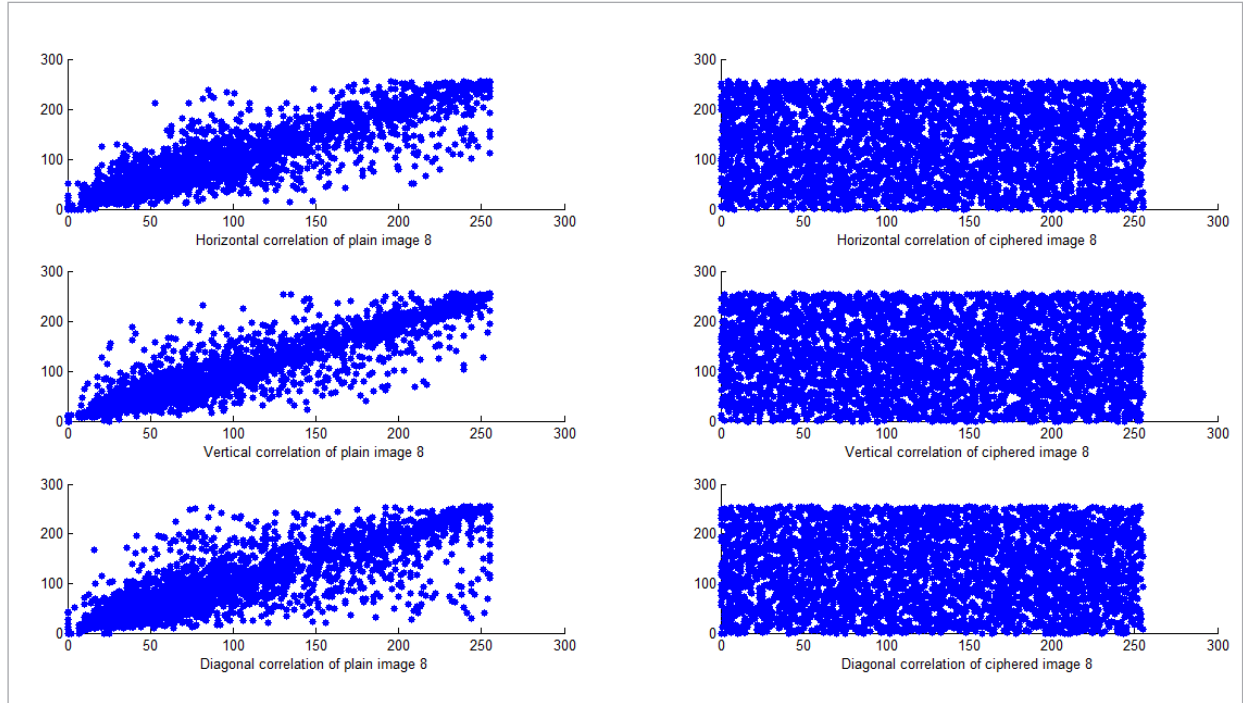 300
200
100
0
0 50 100 150 200 250 300
Horizontal correlation of plain image 8
300
200
100
0
0 50 100 150 200 250 300
Horizontal correlation of ciphered image 8
300
200
100
0
0 50 100 150 200 250 300
Vertical correlation of plain image 8
300
200
100
0
0 50 100 150 200 250 300
Vertical correlation of ciphered image 8
300
200
100
0
0 50 100 150 200 250 300
Diagonal correlation of plain image 8
300
200
100
0
0 50 100 150 200 250 300
Diagonal correlation of ciphered image 8